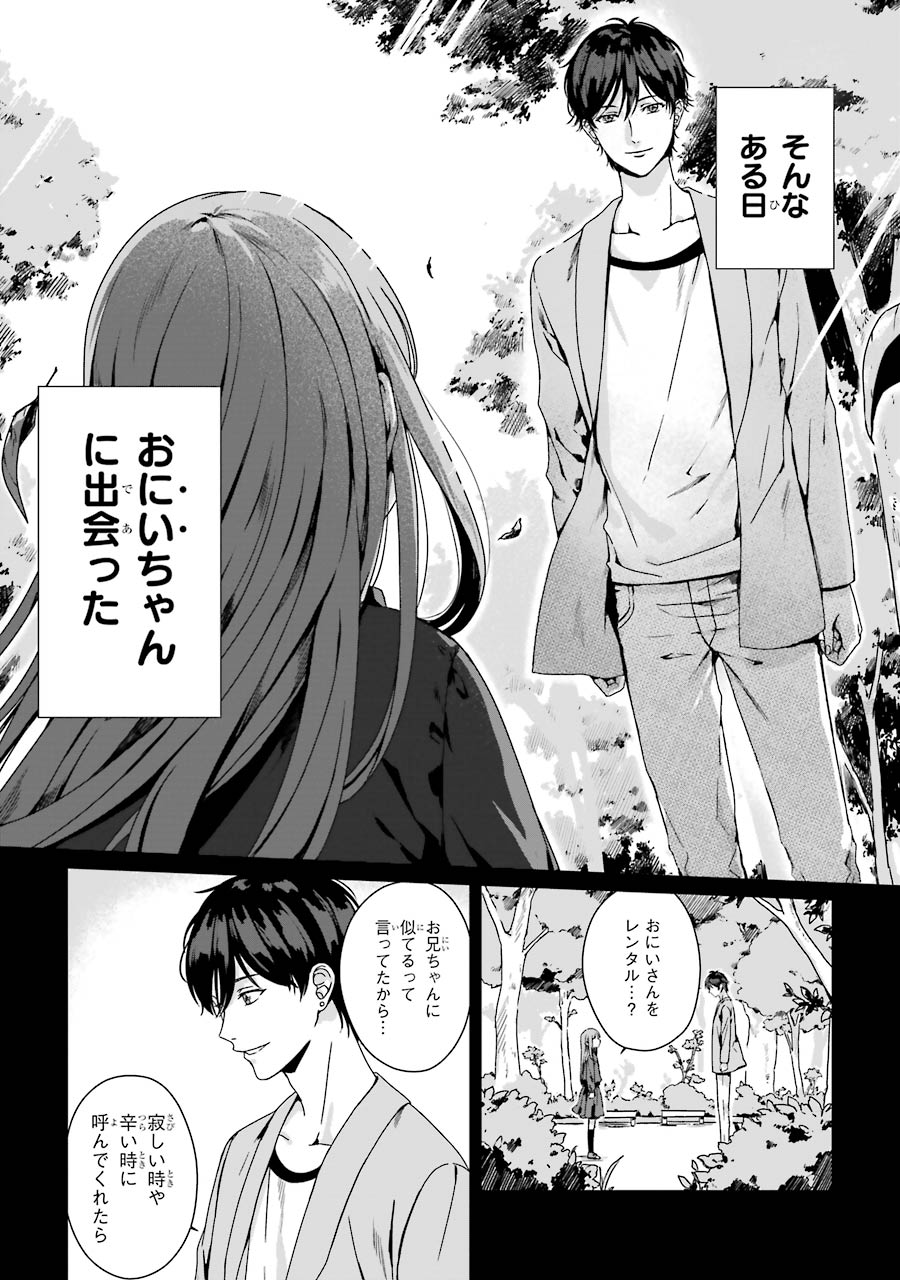 そんな
ある日
おにいちゃん
に出会った
おにいさんを
レンタル…?
お兄ちゃんに
似てるって
言ってたから…
寂しい時や
辛い時に
呼んでくれたら